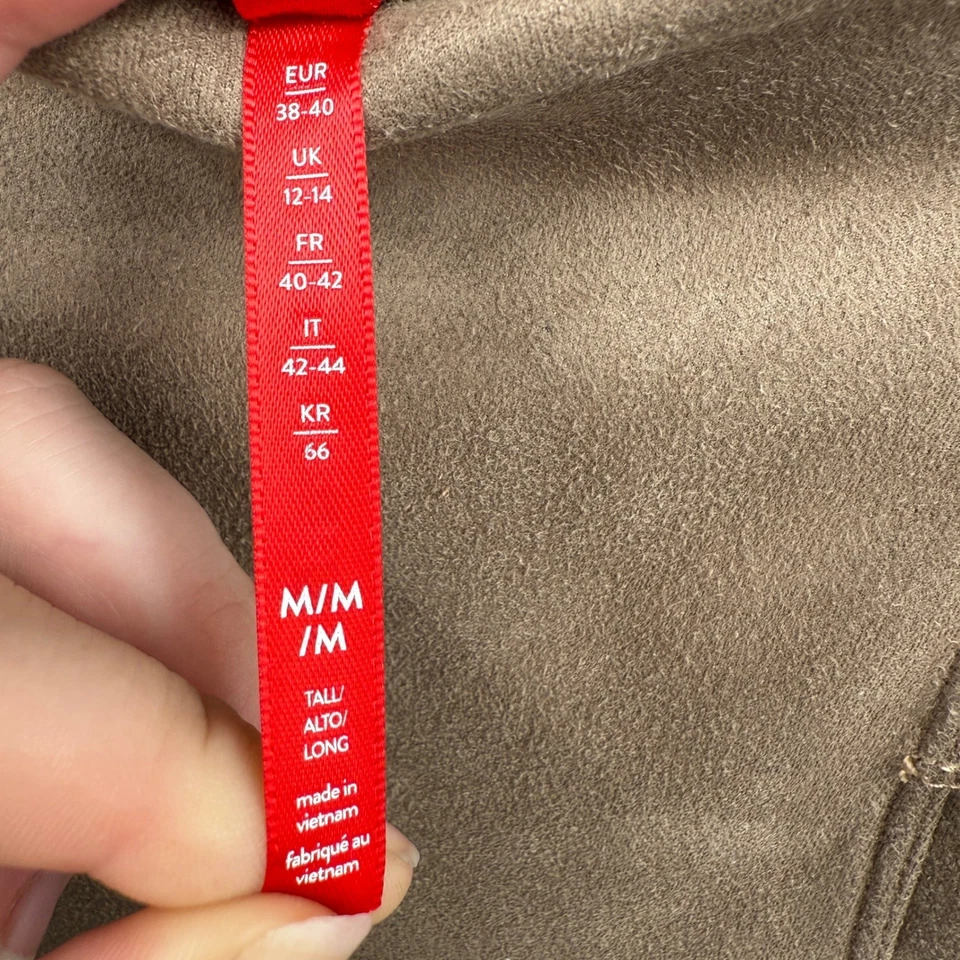 EUR
38-40
UK
12-14
FR
40-42
IT
42-44
KR
66
M/M
/M
TALL/
ALTO/
LONG
made in
vietnam
fabriqué au
vietnam